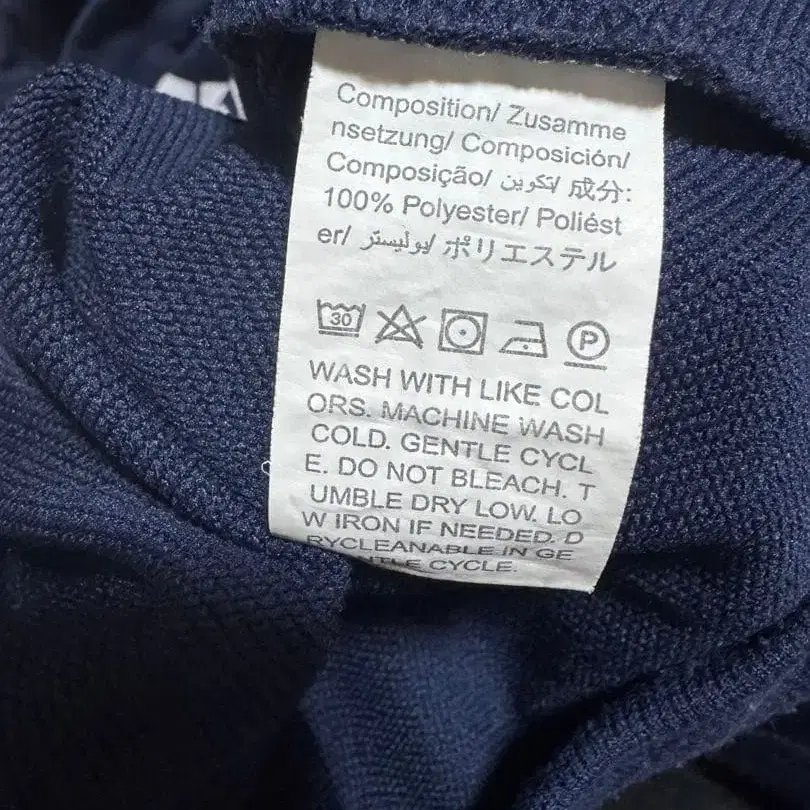 Composition/ Zusamme
nsetzung/ Composición/
Composição/ تكوين/ 成分:
100% Polyester/ Poliést
er/ بوليستر/ ポリエステル
30 P
WASH WITH LIKE COL
ORS. MACHINE WASH
COLD. GENTLE CYCL
E. DO NOT BLEACH. T
UMBLE DRY LOW. LO
W IRON IF NEEDED. D
RYCLEANABLE IN GE
NTLE CYCLE.